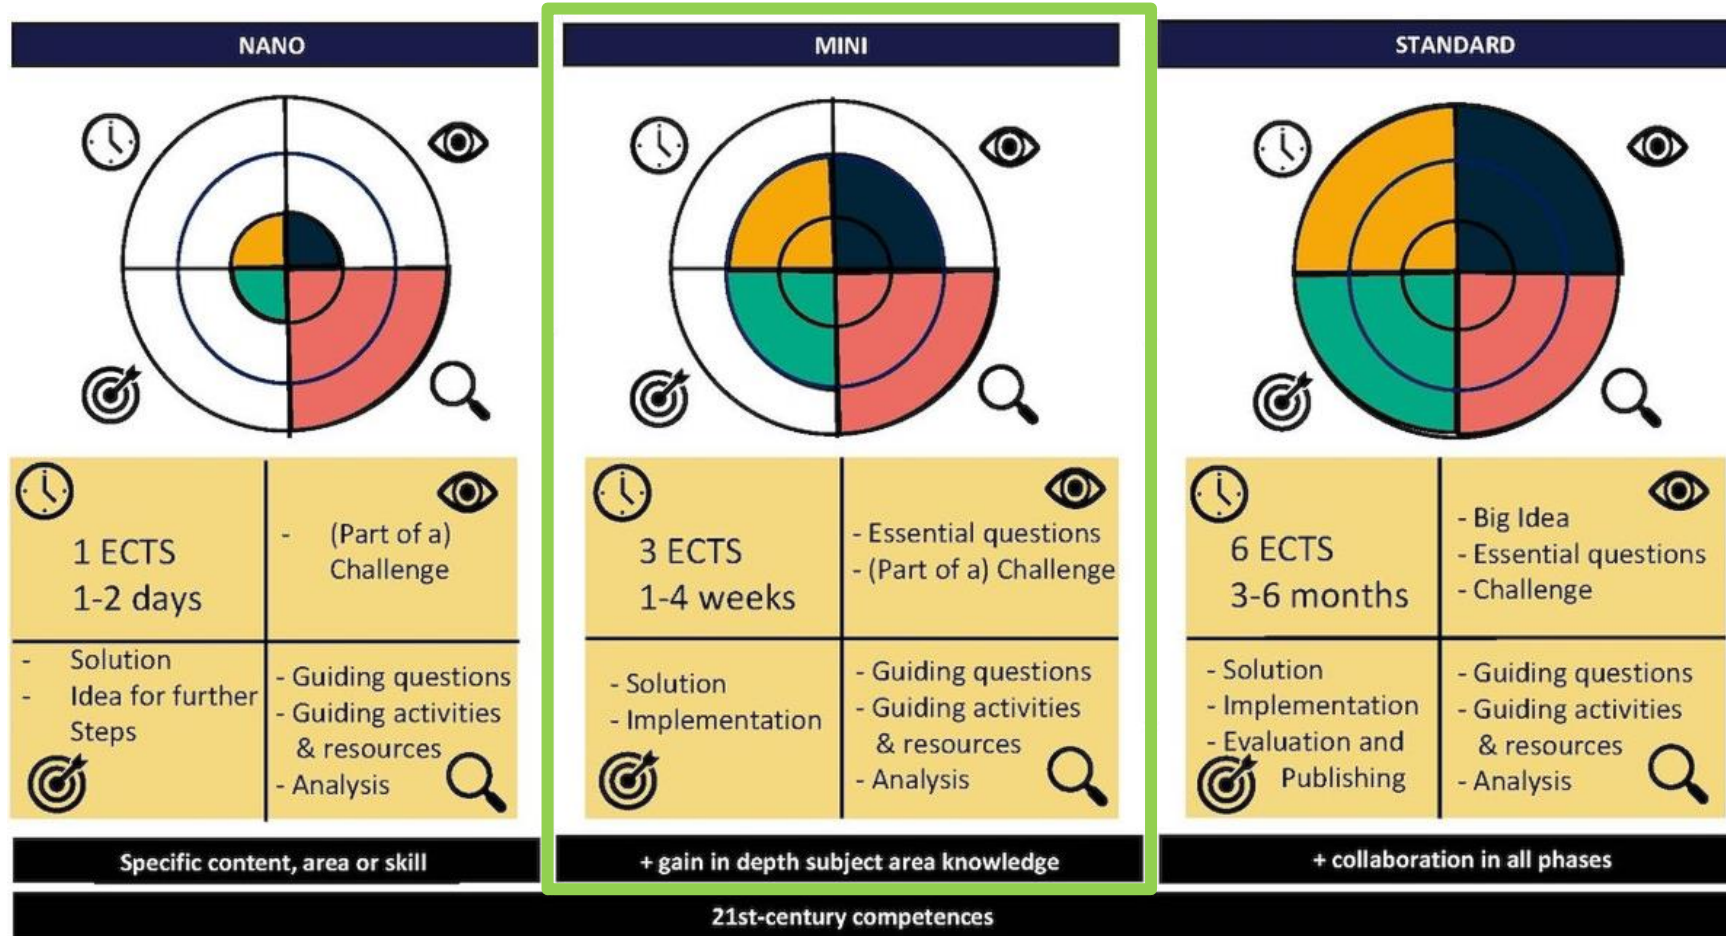 NANO
MINI
STANDARD
1 ECTS
1-2 days
- (Part of a)
Challenge
- Solution
- Idea for further
Steps
- Guiding questions
- Guiding activities
& resources
- Analysis
3 ECTS
1-4 weeks
- Essential questions
- (Part of a) Challenge
- Solution
- Implementation
- Guiding questions
- Guiding activities
& resources
- Analysis
6 ECTS
3-6 months
- Big Idea
- Essential questions
- Challenge
- Solution
- Implementation
- Evaluation and
Publishing
- Guiding questions
- Guiding activities
& resources
- Analysis
Specific content, area or skill
+ gain in depth subject area knowledge
+ collaboration in all phases
21st-century competences